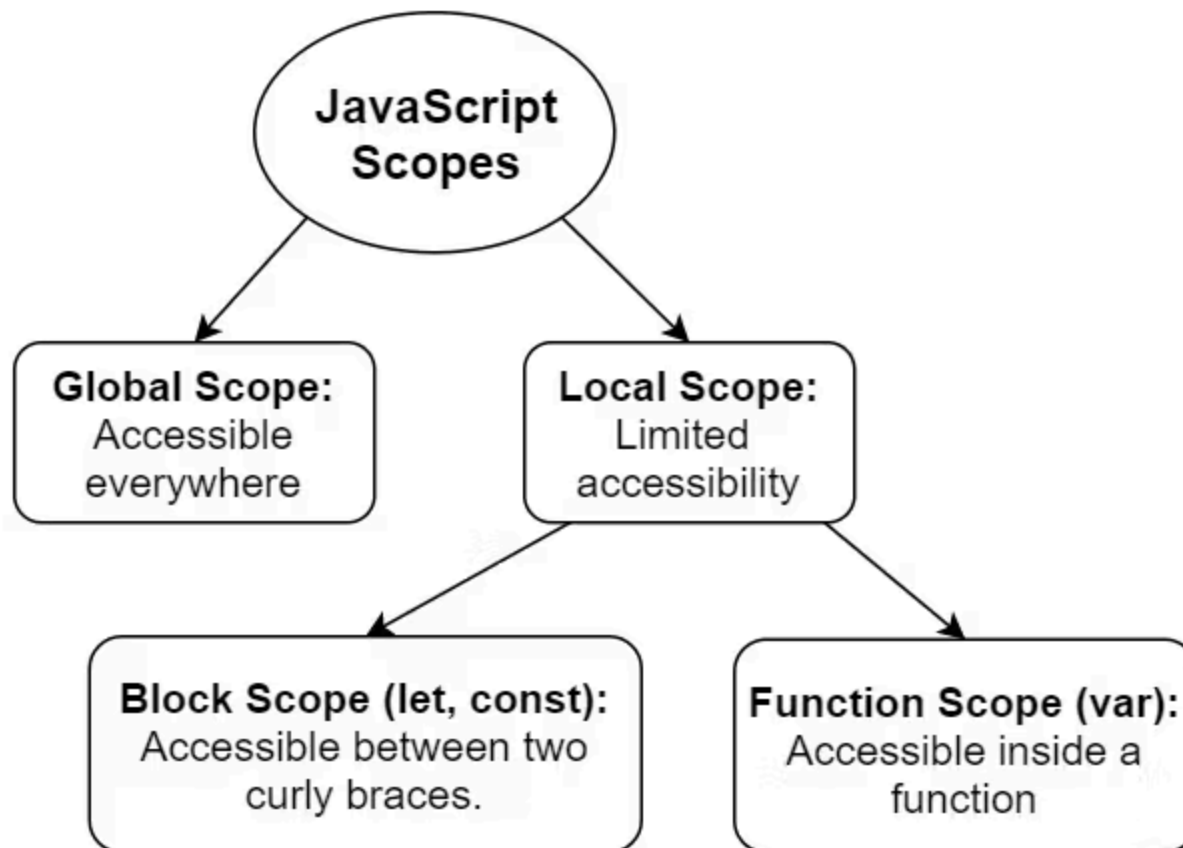 JavaScript
Scopes
Global Scope:
Accessible
everywhere
Local Scope:
Limited
accessibility
Block Scope (let, const):
Accessible between two
curly braces.
Function Scope (var):
Accessible inside a
function